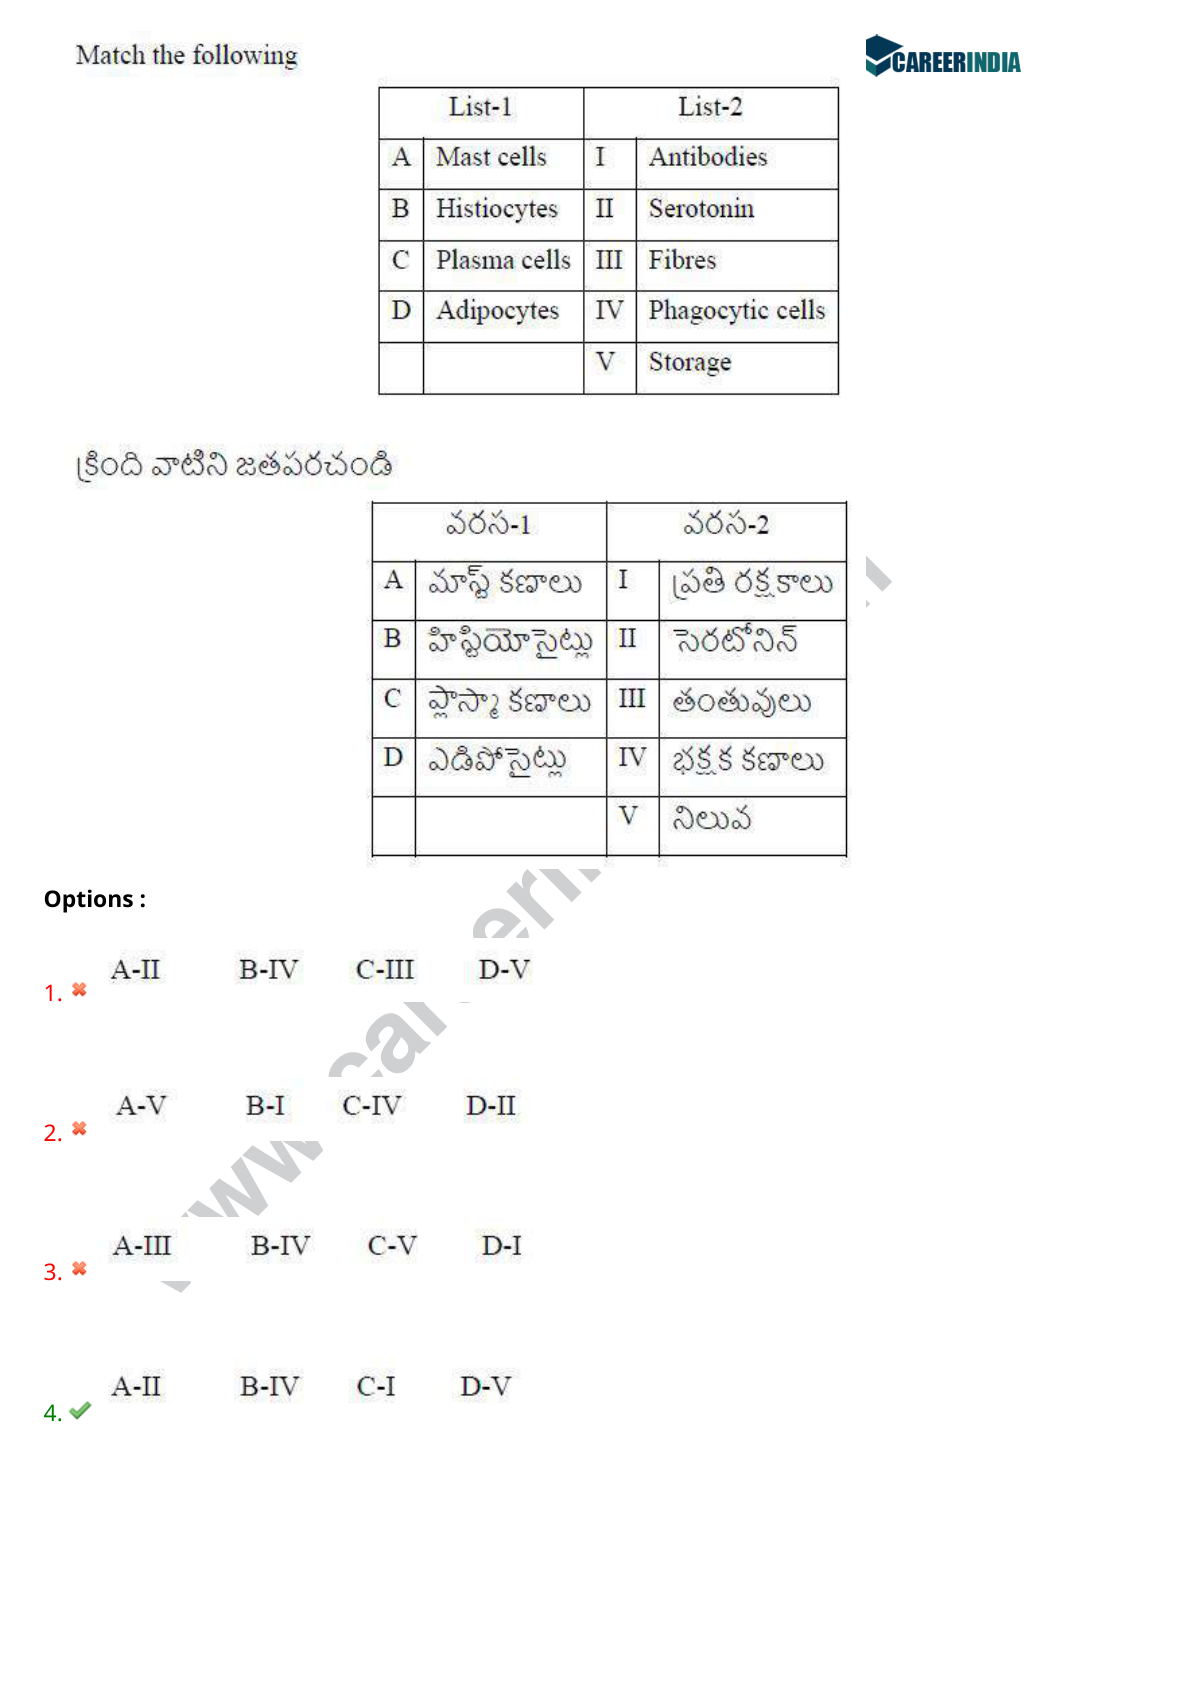 Match the following
CAREERINDIA
List-1 List-2
A Mast cells I Antibodies
B Histiocytes II Serotonin
C Plasma cells III Fibres
D Adipocytes IV Phagocytic cells
V Storage
క్రింది వాటిని జతపరచండి
వరస-1 వరస-2
A మాస్ట్ కణాలు I ప్రతి రక్షకాలు
B హిస్టియోసైట్లు II సెరటోనిన్
C ప్లాస్మా కణాలు III తంతువులు
D ఎడిపోసైట్లు IV భక్షక కణాలు
V నిలువ
Options :
1. A-II B-IV C-III D-V
2. A-V B-I C-IV D-II
3. A-III B-IV C-V D-I
4. A-II B-IV C-I D-V